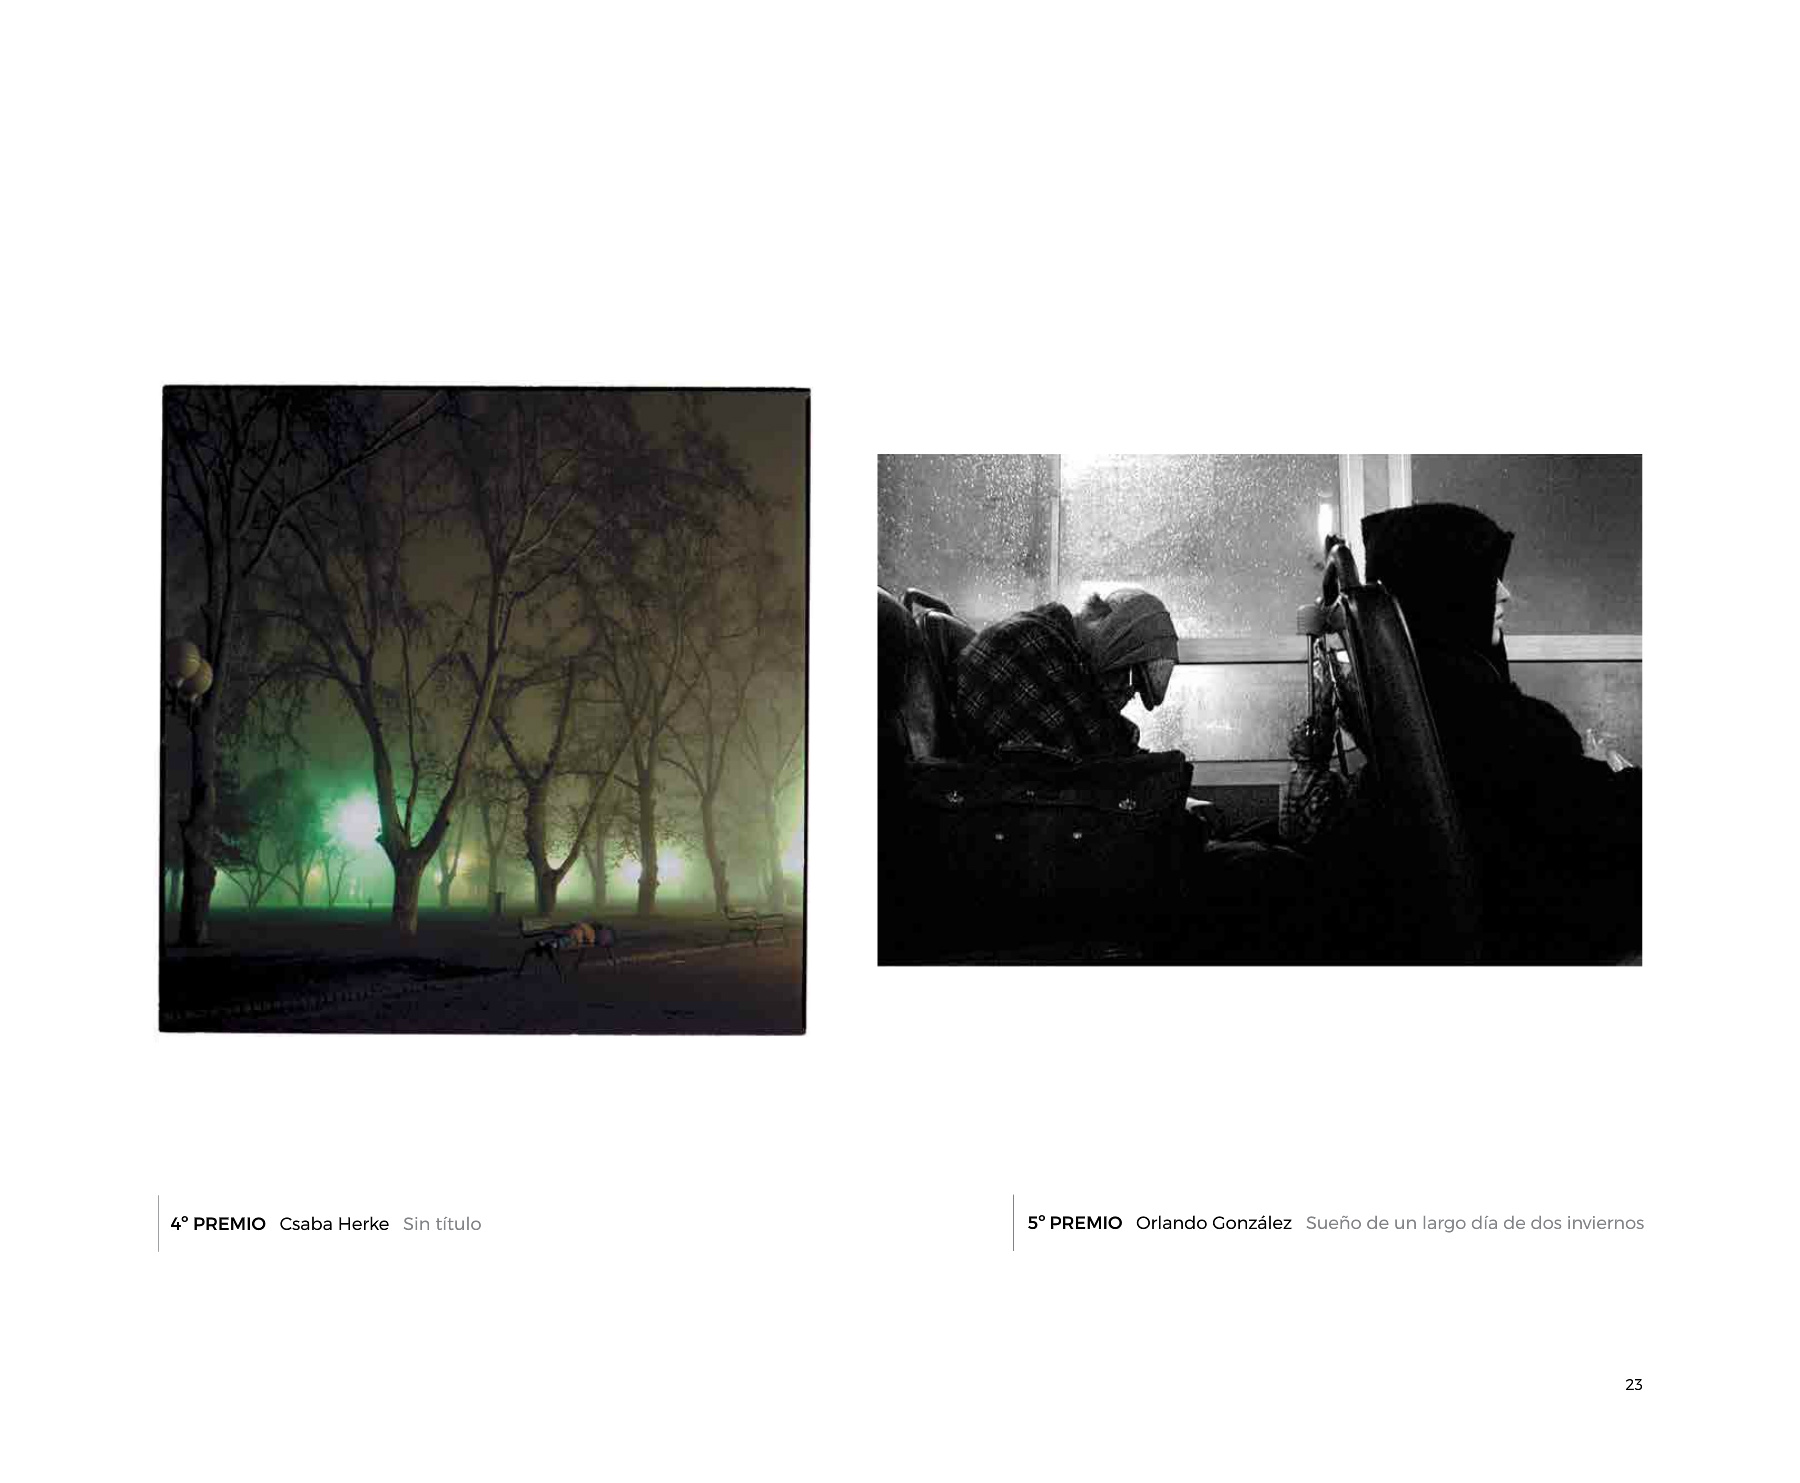 4º PREMIO Csaba Herke Sin título
5º PREMIO Orlando González Sueño de un largo día de dos inviernos
23